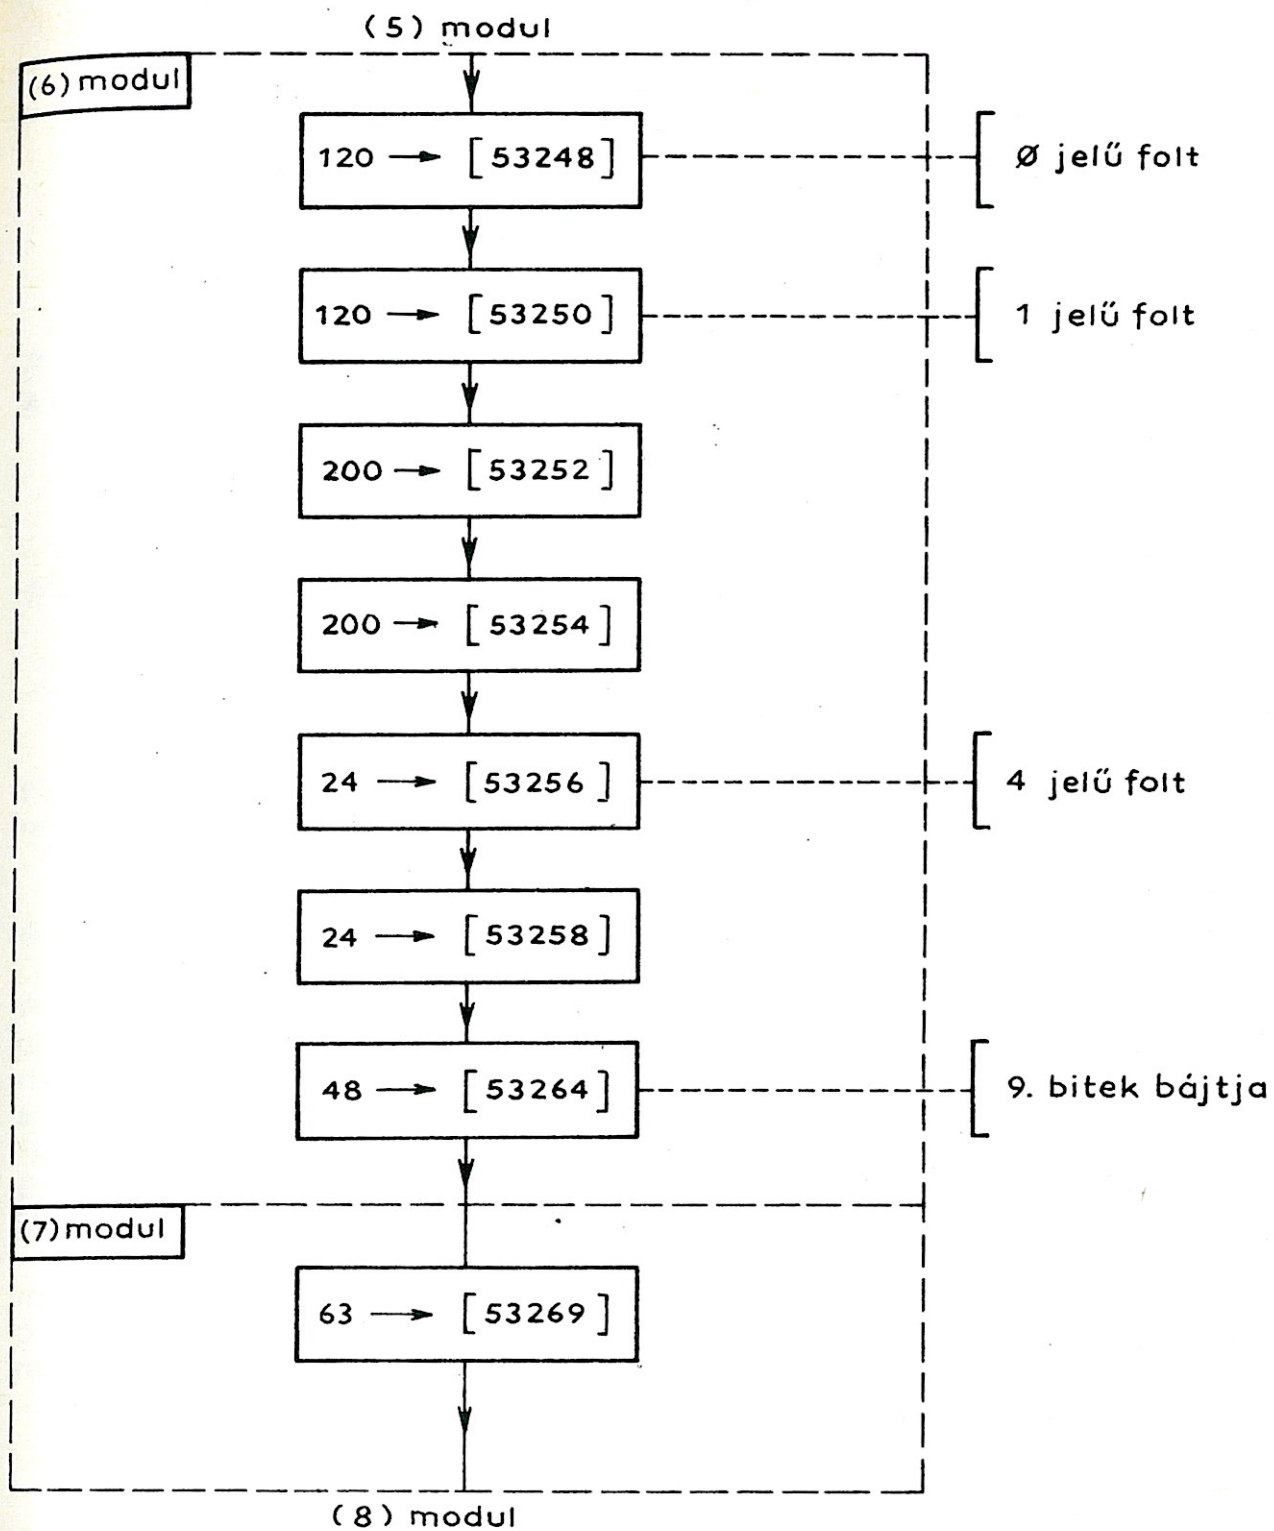 (5) modul
(6) modul
120 → [53248]
Ø jelű folt
120 → [53250]
1 jelű folt
200 → [53252]
200 → [53254]
24 → [53256]
4 jelű folt
24 → [53258]
48 → [53264]
9. bitek bájtja
(7) modul
63 → [53269]
(8) modul